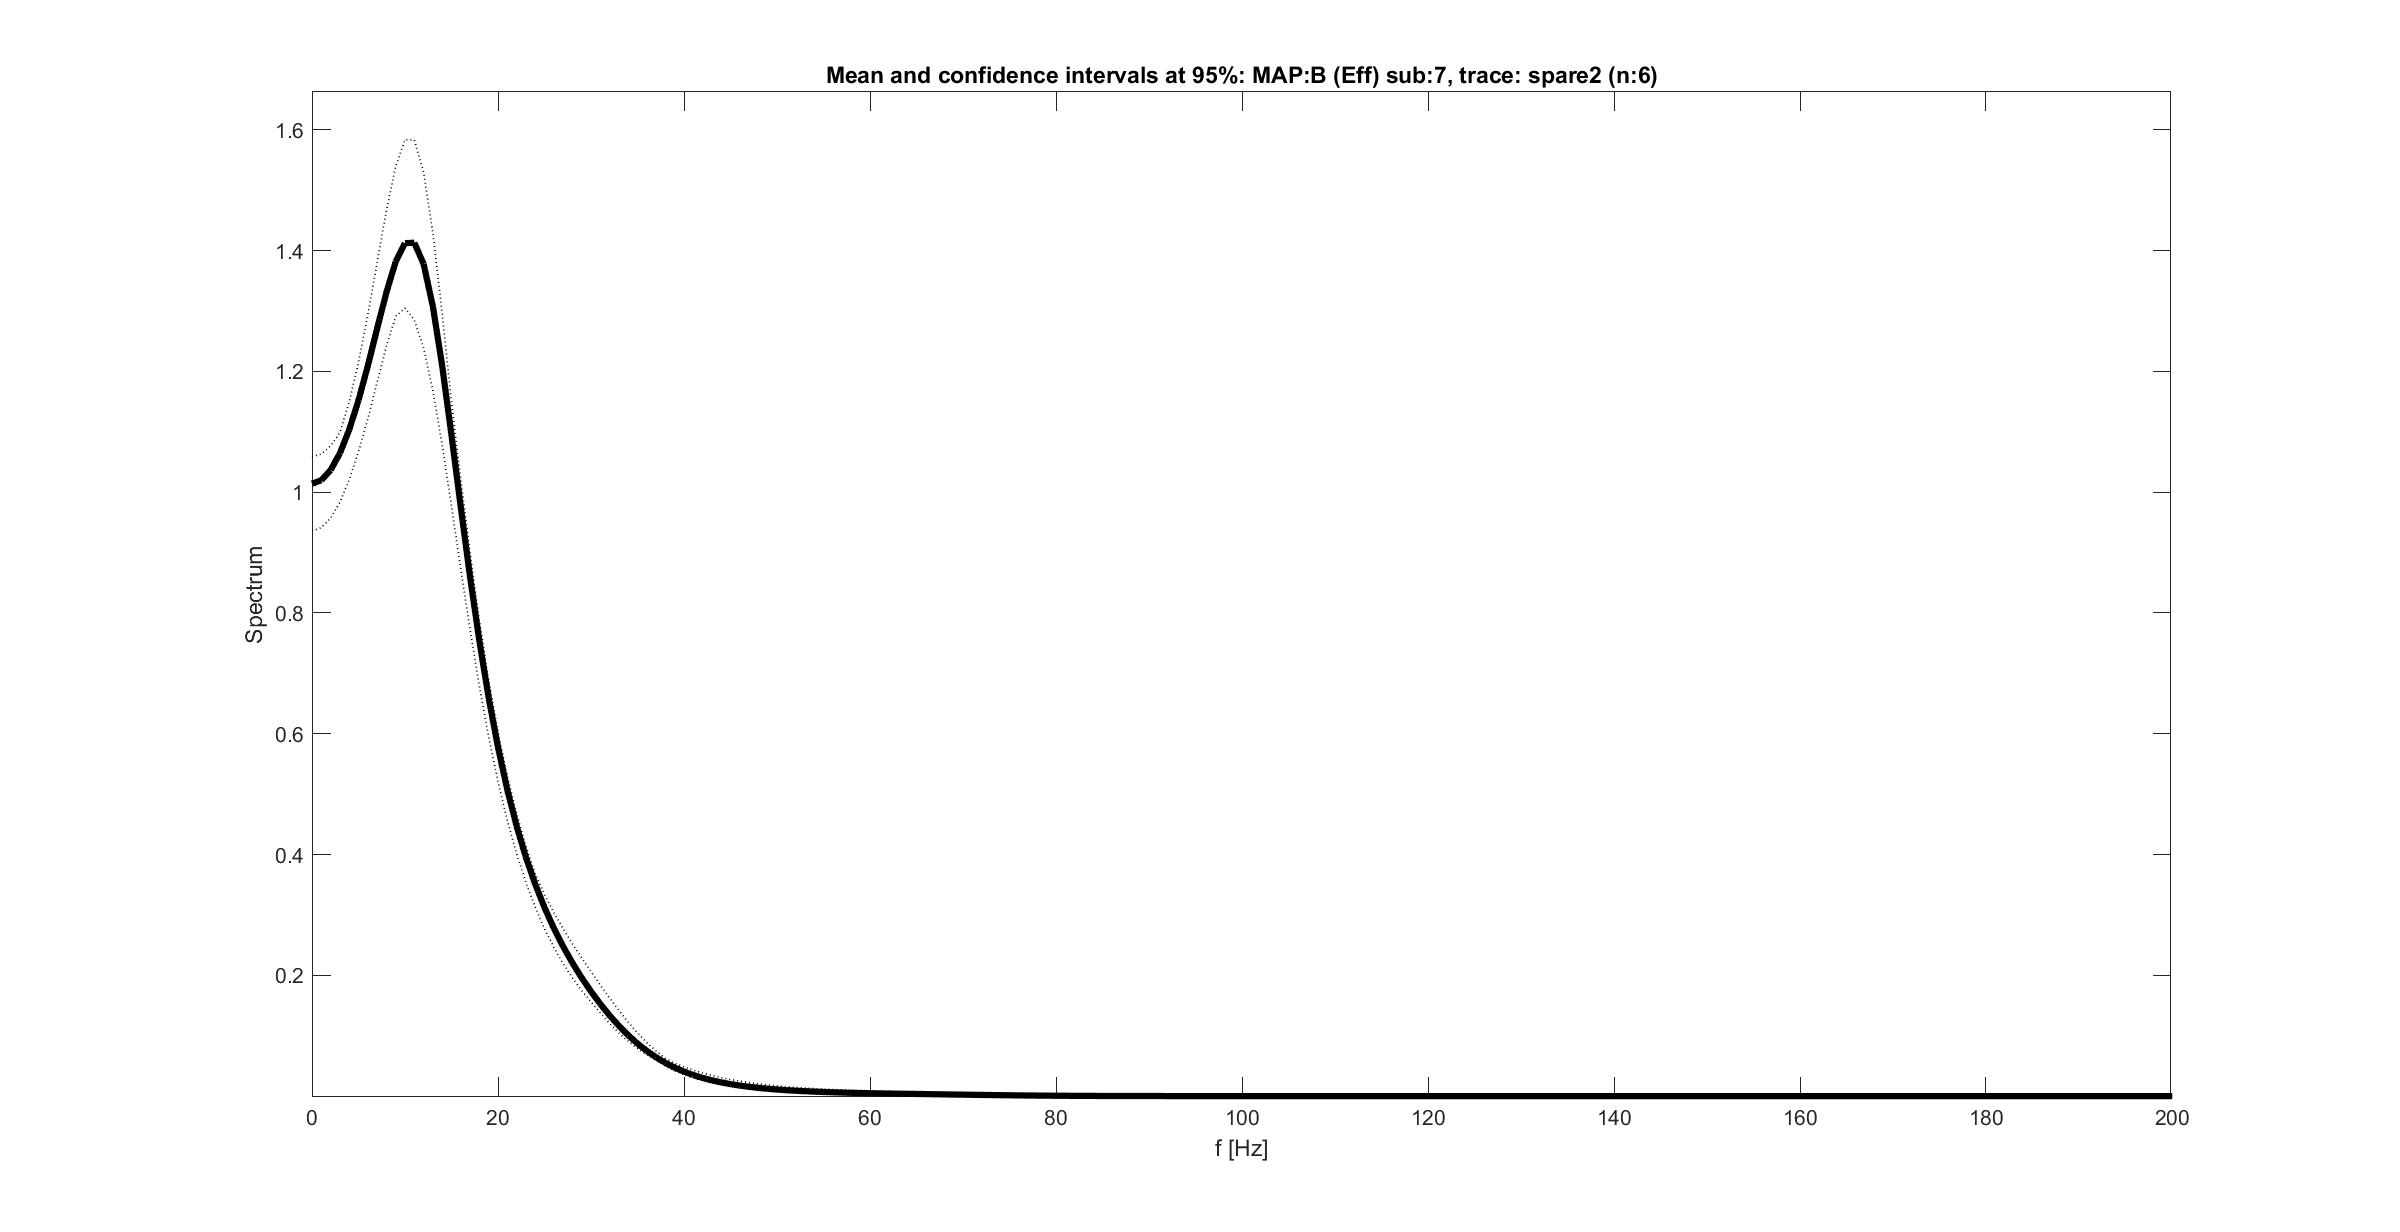 Mean and confidence intervals at 95%: MAP:B (Eff) sub:7, trace: spare2 (n:6)
1.6
1.4
1.2
1
0.8
0.6
0.4
0.2
Spectrum
0 20 40 60 80 100 120 140 160 180 200
f [Hz]